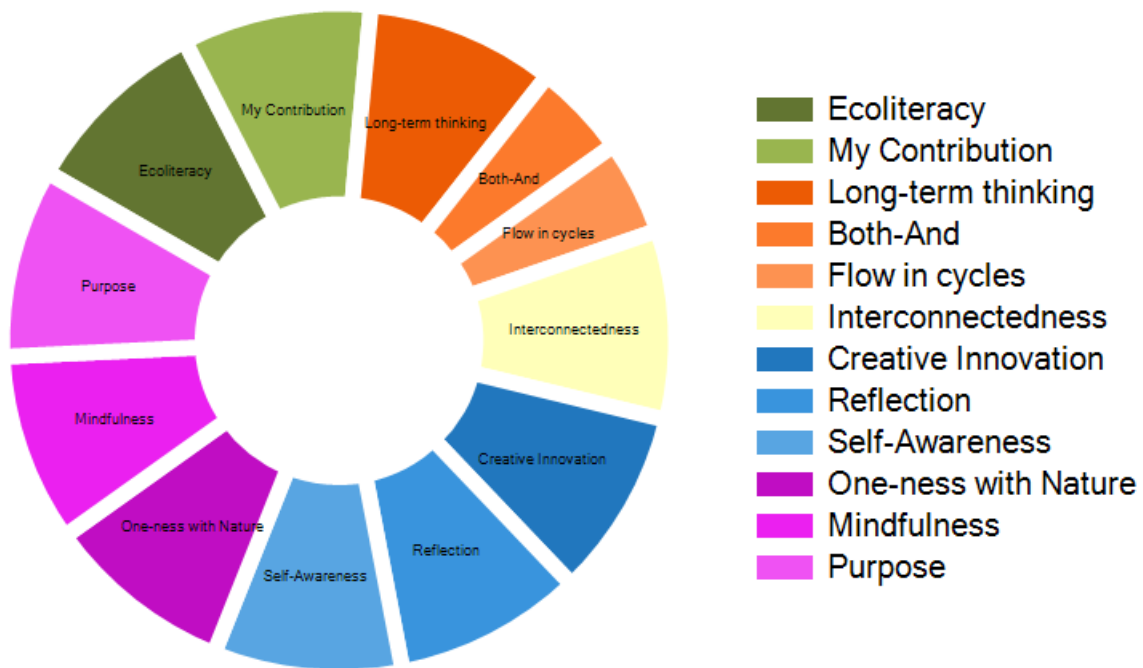 My Contribution
Long-term thinking
Ecoliteracy
Both-And
Flow in cycles
Purpose
Interconnectedness
Mindfulness
Creative Innovation
One-ness with Nature
Reflection
Self-Awareness
Ecoliteracy
My Contribution
Long-term thinking
Both-And
Flow in cycles
Interconnectedness
Creative Innovation
Reflection
Self-Awareness
One-ness with Nature
Mindfulness
Purpose